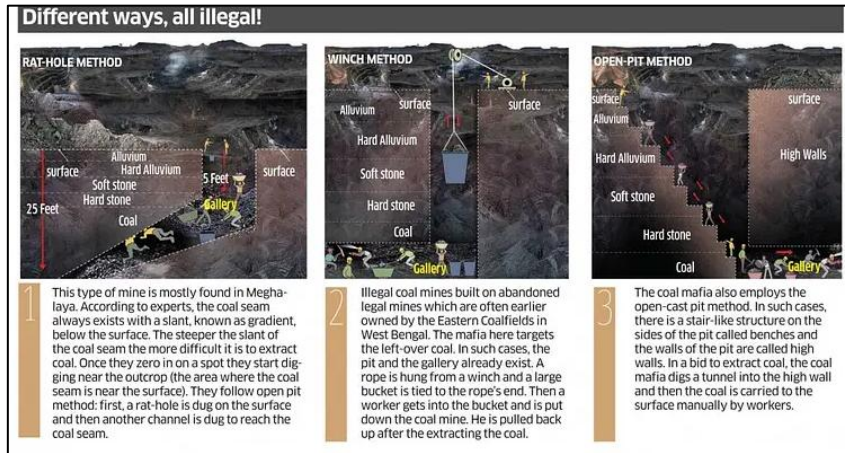 Different ways, all illegal!
RAT-HOLE METHOD
surface
Alluvium
Hard Alluvium
Soft stone
Hard stone
Coal
25 Feet
5 Feet
Gallery
surface
WINCH METHOD
surface
surface
Alluvium
Hard Alluvium
Soft stone
Hard stone
Coal
Gallery
OPEN-PIT METHOD
surface
Alluvium
Hard Alluvium
Soft stone
Hard stone
Coal
surface
High Walls
Gallery
1
This type of mine is mostly found in Megha-
laya. According to experts, the coal seam
always exists with a slant, known as gradient,
below the surface. The steeper the slant of
the coal seam the more difficult it is to extract
coal. Once they zero in on a spot they start dig-
ging near the outcrop (the area where the coal
seam is near the surface). They follow open pit
method: first, a rat-hole is dug on the surface
and then another channel is dug to reach the
coal seam.
2
Illegal coal mines built on abandoned
legal mines which are often earlier
owned by the Eastern Coalfields in
West Bengal. The mafia here targets
the left-over coal. In such cases, the
pit and the gallery already exist. A
rope is hung from a winch and a large
bucket is tied to the rope's end. Then a
worker gets into the bucket and is put
down the coal mine. He is pulled back
up after the extracting the coal.
3
The coal mafia also employs the
open-cast pit method. In such cases,
there is a stair-like structure on the
sides of the pit called benches and
the walls of the pit are called high
walls. In a bid to extract coal, the coal
mafia digs a tunnel into the high wall
and then the coal is carried to the
surface manually by workers.